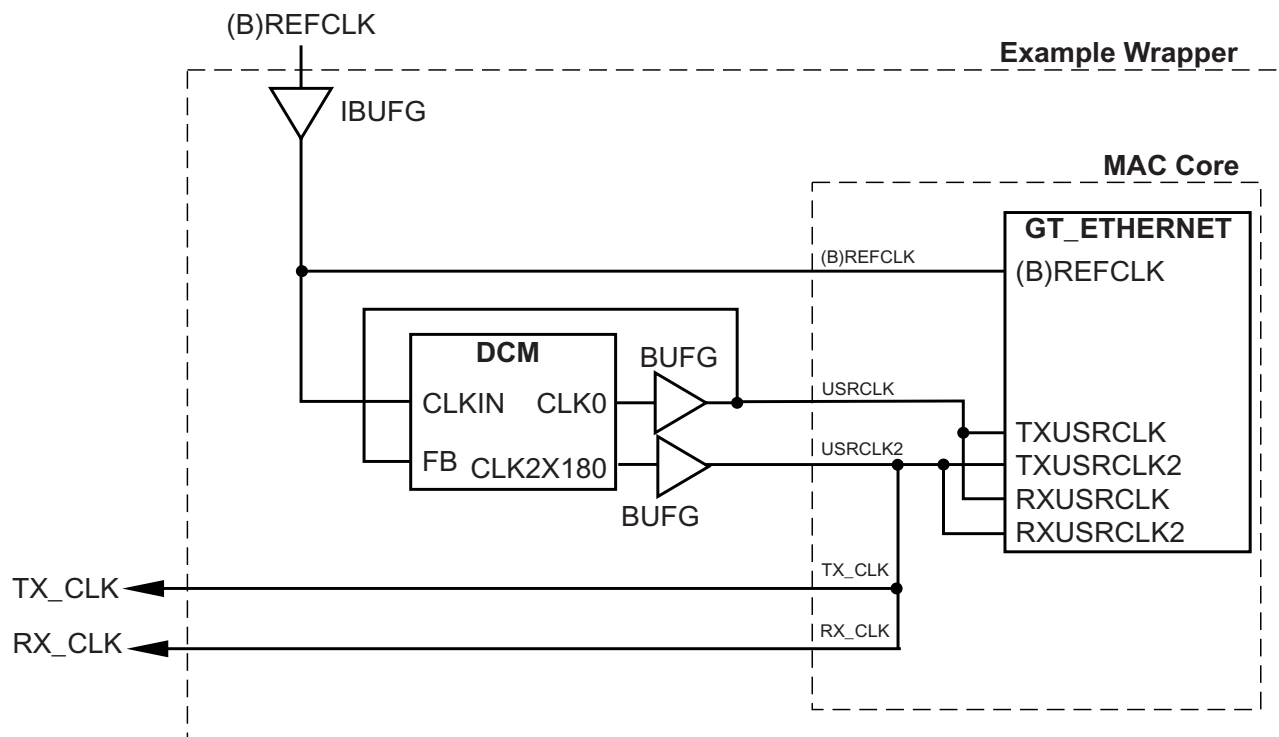 (B)REFCLK
Example Wrapper
IBUFG
MAC Core
GT_ETHERNET
(B)REFCLK
(B)REFCLK
DCM
BUFG
CLKIN
CLK0
USRCLK
TXUSRCLK
FB
CLK2X180
USRCLK2
TXUSRCLK2
RXUSRCLK
BUFG
RXUSRCLK2
TX_CLK
TX_CLK
RX_CLK
RX_CLK